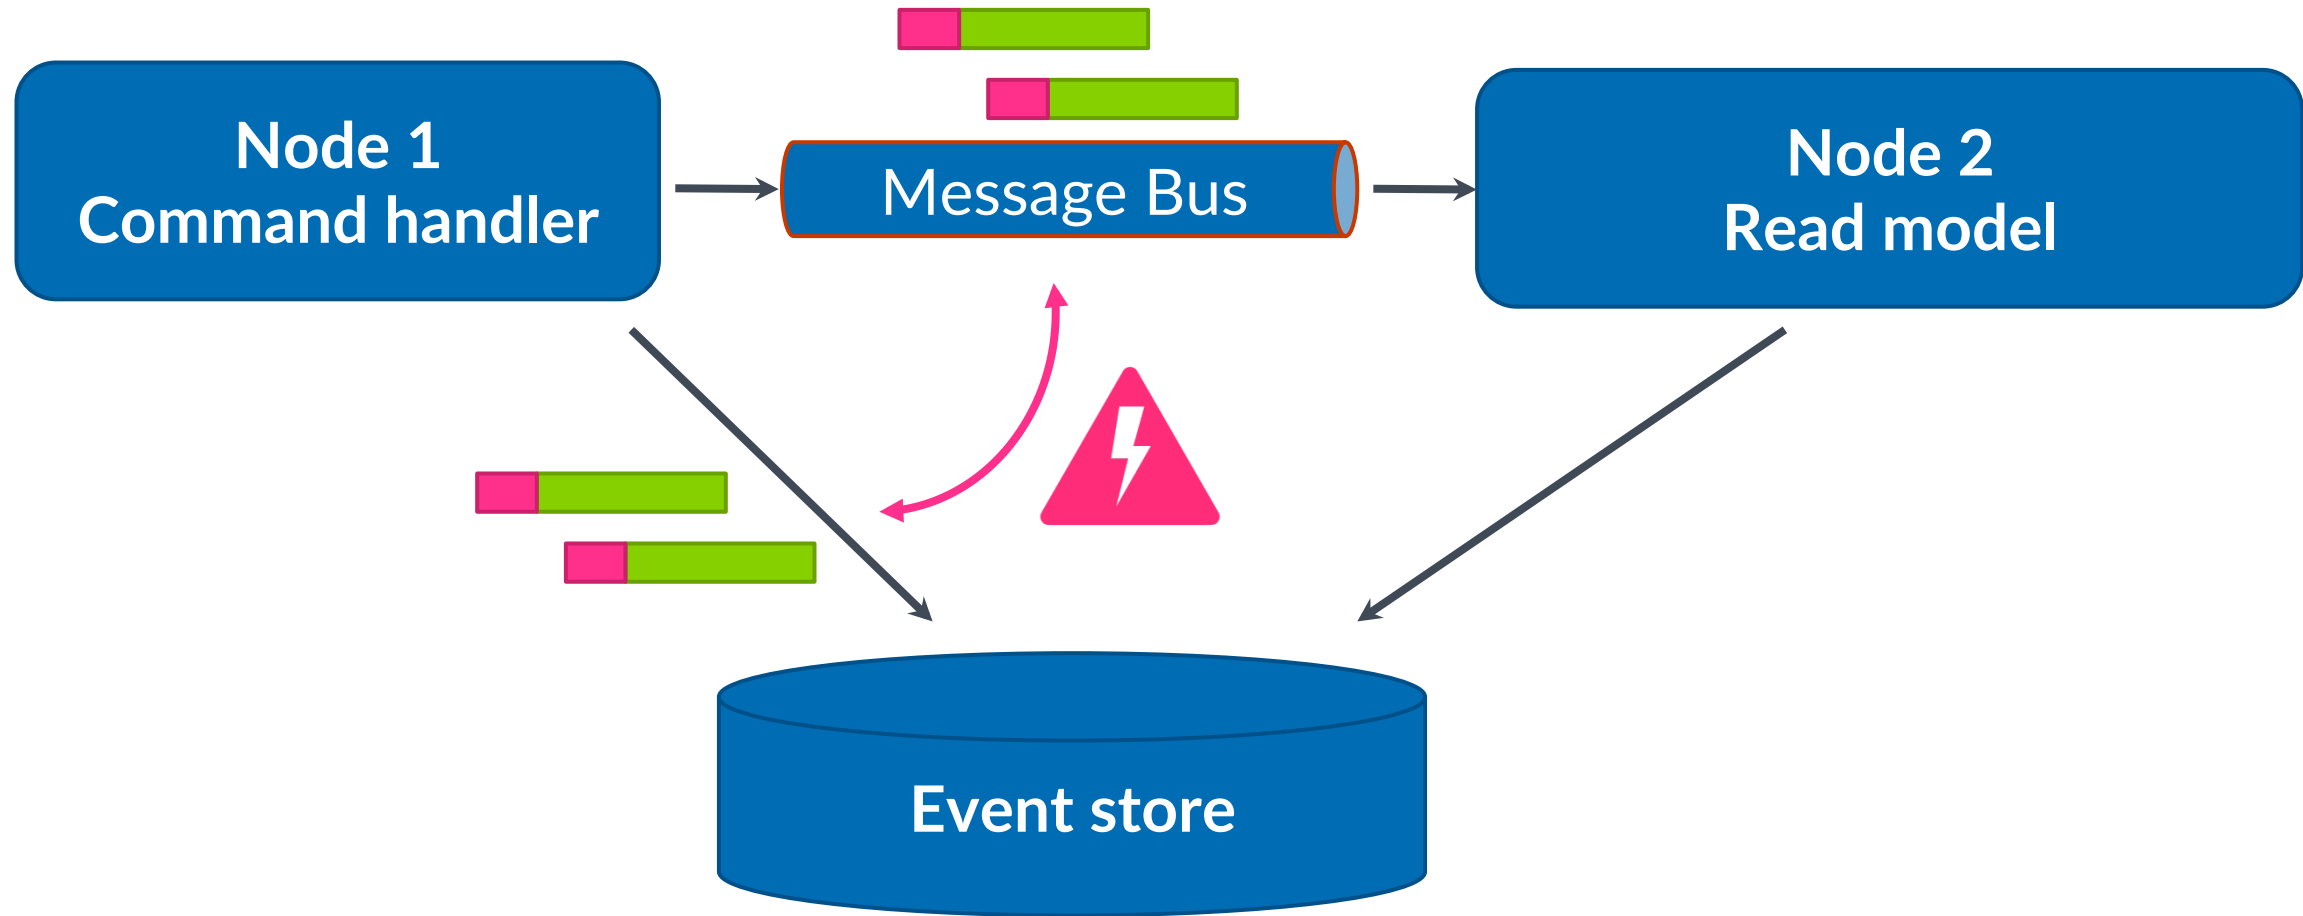 Node 1
Command handler
Message Bus
Node 2
Read model
Event store